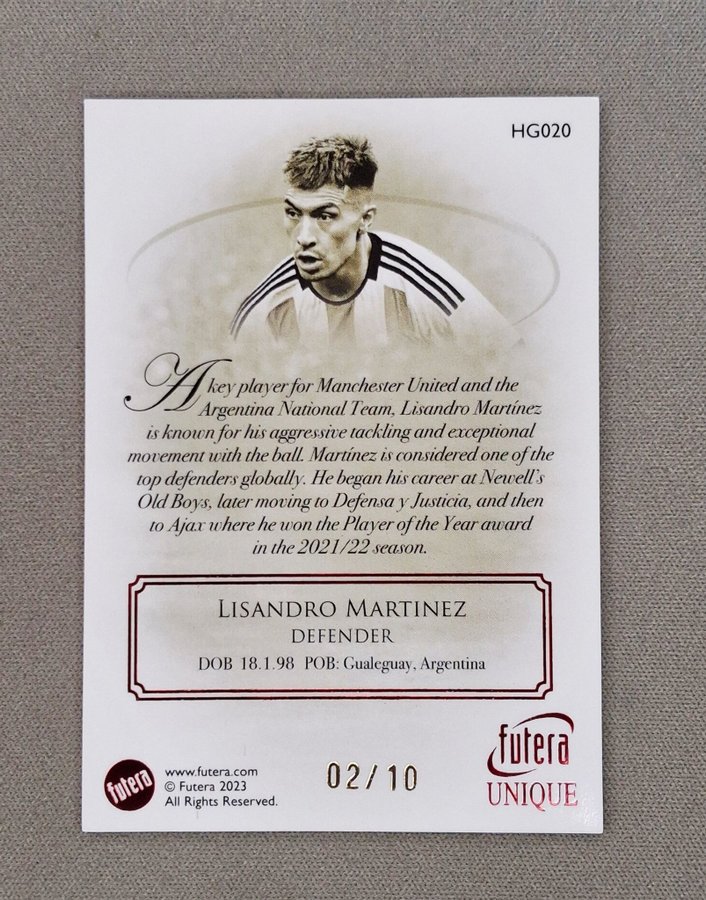 HG020
A key player for Manchester United and the
Argentina National Team, Lisandro Martínez
is known for his aggressive tackling and exceptional
movement with the ball. Martínez is considered one of the
top defenders globally. He began his career at Newell's
Old Boys, later moving to Defensa y Justicia, and then
to Ajax where he won the Player of the Year award
in the 2021/22 season.
LISANDRO MARTINEZ
DEFENDER
DOB 18.1.98 POB: Gualeguay, Argentina
futera
www.futera.com
© Futera 2023
All Rights Reserved.
02/10
futera
UNIQUE